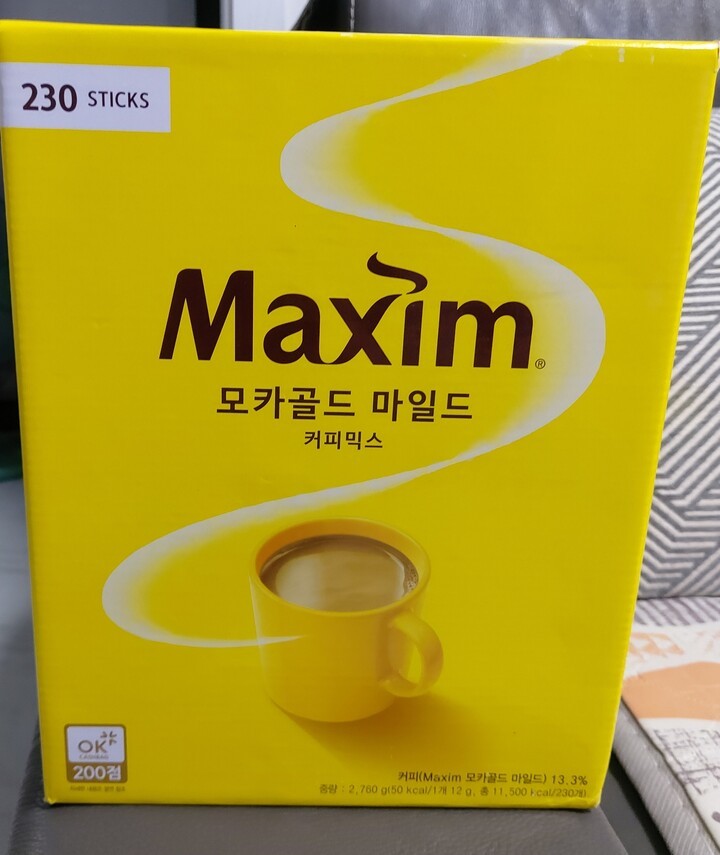 230 STICKS
Maxim®
모카골드 마일드
커피믹스
OK
CASHBAG
200점
커피(Maxim 모카골드 마일드) 13.3%
중량 : 2,760 g(50 kcal/1개 12 g, 총 11,500 kcal/230개)